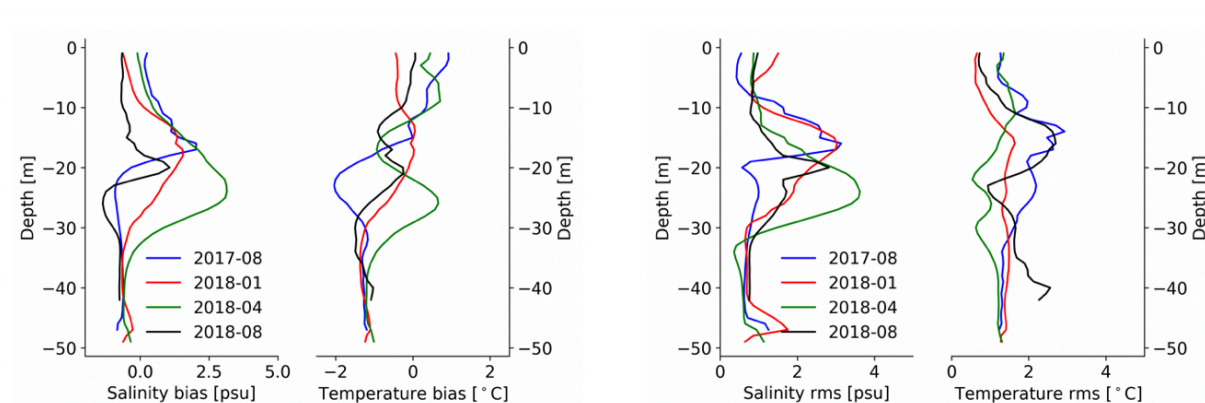 0
−10
−20
−30
−40
−50
Depth [m]
2017-08
2018-01
2018-04
2018-08
0.0 2.5 5.0
Salinity bias [psu]
−2 0 2
Temperature bias [°C]
0
−10
−20
−30
−40
−50
Depth [m]
0
−10
−20
−30
−40
−50
Depth [m]
2017-08
2018-01
2018-04
2018-08
0 2 4
Salinity rms [psu]
0 2 4
Temperature rms [°C]
0
−10
−20
−30
−40
−50
Depth [m]